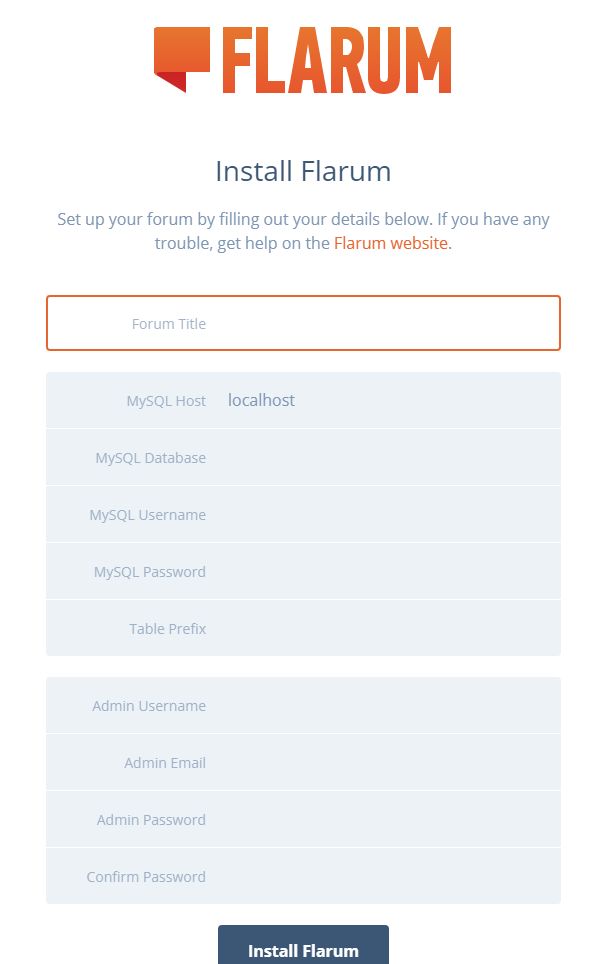 FLARUM
Install Flarum
Set up your forum by filling out your details below. If you have any
trouble, get help on the Flarum website.
Forum Title
MySQL Host localhost
MySQL Database
MySQL Username
MySQL Password
Table Prefix
Admin Username
Admin Email
Admin Password
Confirm Password
Install Flarum